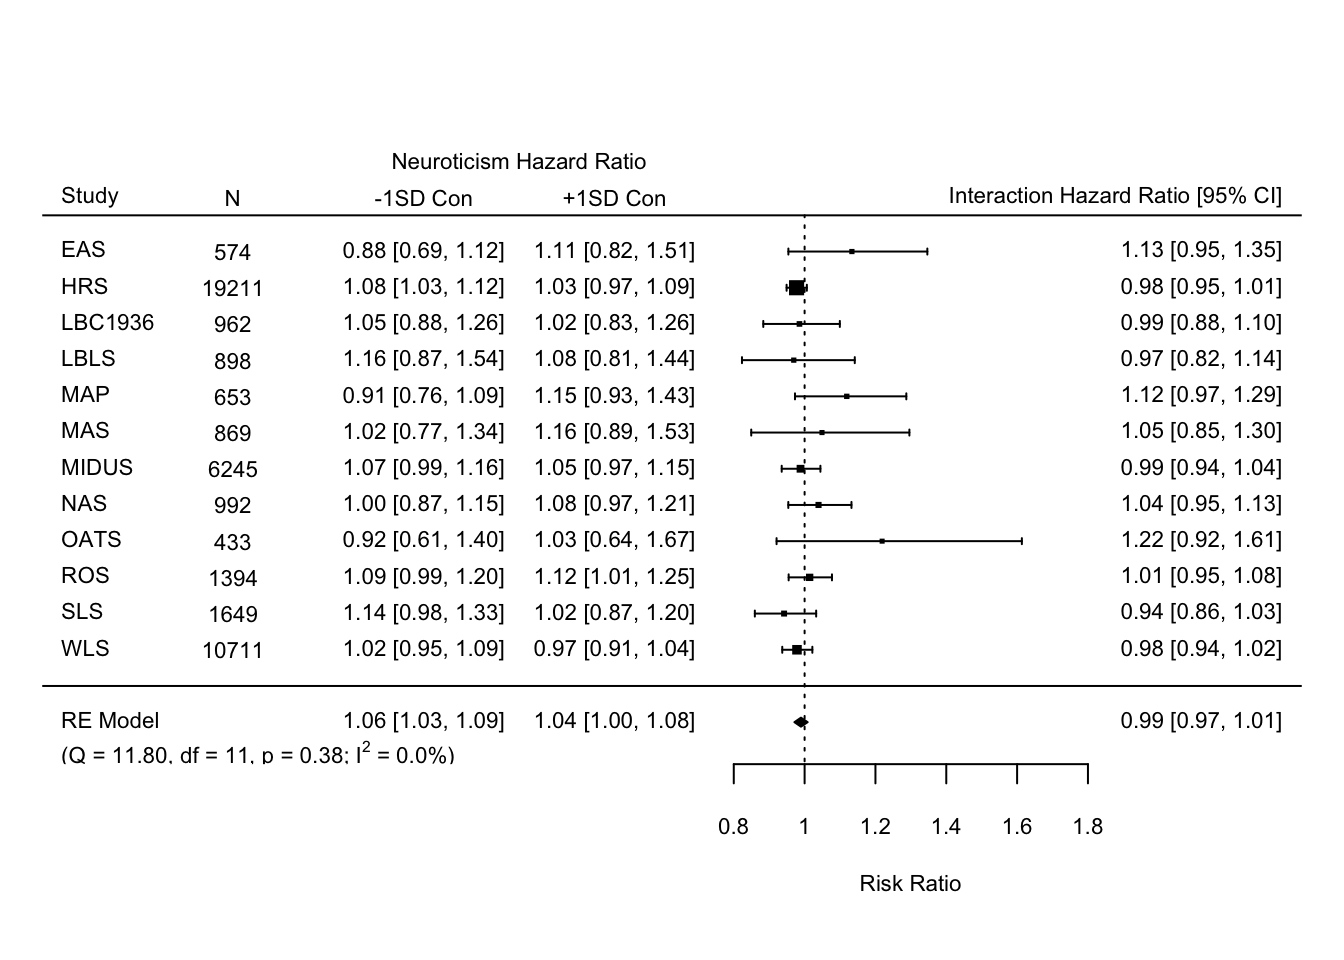 Neuroticism Hazard Ratio
Study N -1SD Con +1SD Con Interaction Hazard Ratio [95% CI]
EAS 574 0.88 [0.69, 1.12] 1.11 [0.82, 1.51] 1.13 [0.95, 1.35]
HRS 19211 1.08 [1.03, 1.12] 1.03 [0.97, 1.09] 0.98 [0.95, 1.01]
LBC1936 962 1.05 [0.88, 1.26] 1.02 [0.83, 1.26] 0.99 [0.88, 1.10]
LBLS 898 1.16 [0.87, 1.54] 1.08 [0.81, 1.44] 0.97 [0.82, 1.14]
MAP 653 0.91 [0.76, 1.09] 1.15 [0.93, 1.43] 1.12 [0.97, 1.29]
MAS 869 1.02 [0.77, 1.34] 1.16 [0.89, 1.53] 1.05 [0.85, 1.30]
MIDUS 6245 1.07 [0.99, 1.16] 1.05 [0.97, 1.15] 0.99 [0.94, 1.04]
NAS 992 1.00 [0.87, 1.15] 1.08 [0.97, 1.21] 1.04 [0.95, 1.13]
OATS 433 0.92 [0.61, 1.40] 1.03 [0.64, 1.67] 1.22 [0.92, 1.61]
ROS 1394 1.09 [0.99, 1.20] 1.12 [1.01, 1.25] 1.01 [0.95, 1.08]
SLS 1649 1.14 [0.98, 1.33] 1.02 [0.87, 1.20] 0.94 [0.86, 1.03]
WLS 10711 1.02 [0.95, 1.09] 0.97 [0.91, 1.04] 0.98 [0.94, 1.02]
RE Model 1.06 [1.03, 1.09] 1.04 [1.00, 1.08] 0.99 [0.97, 1.01]
(Q = 11.80, df = 11, p = 0.38; I² = 0.0%)
0.8 1 1.2 1.4 1.6 1.8
Risk Ratio